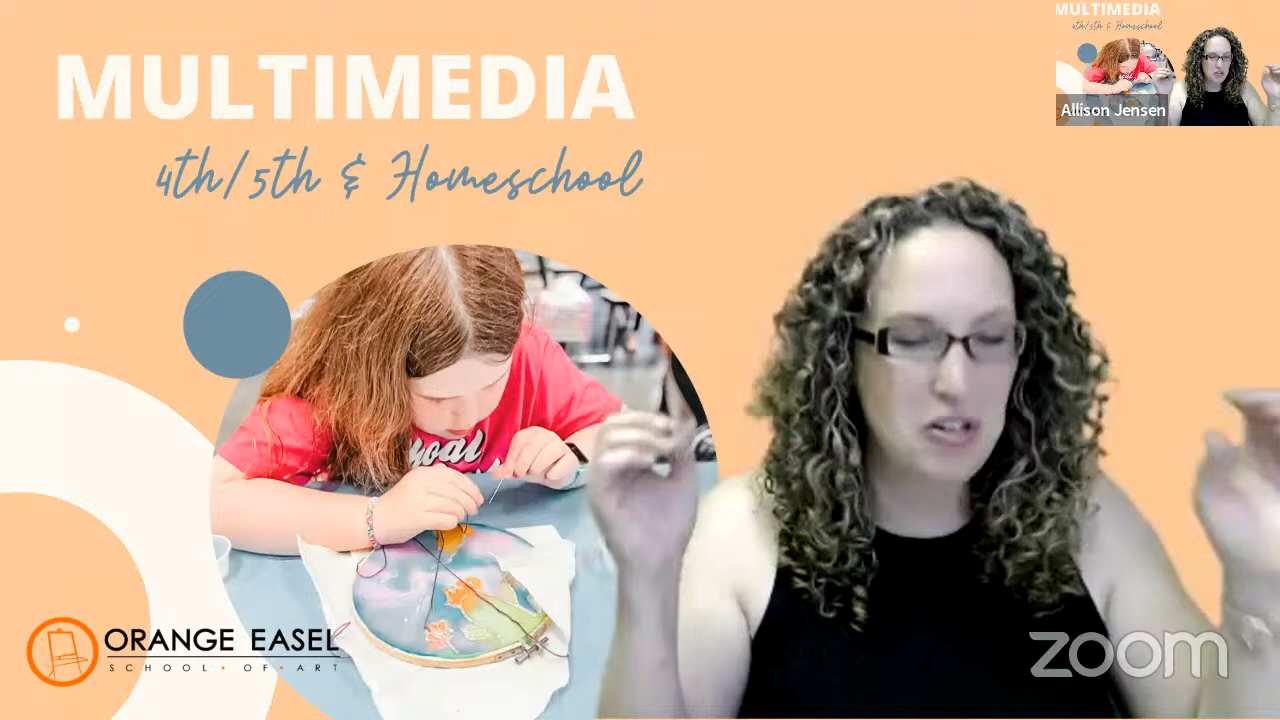 MULTIMEDIA
4th/5th & Homeschool
MULTIMEDIA
4th/5th & Homeschool
Allison Jensen
ORANGE EASEL
SCHOOL • OF • ART
zoom